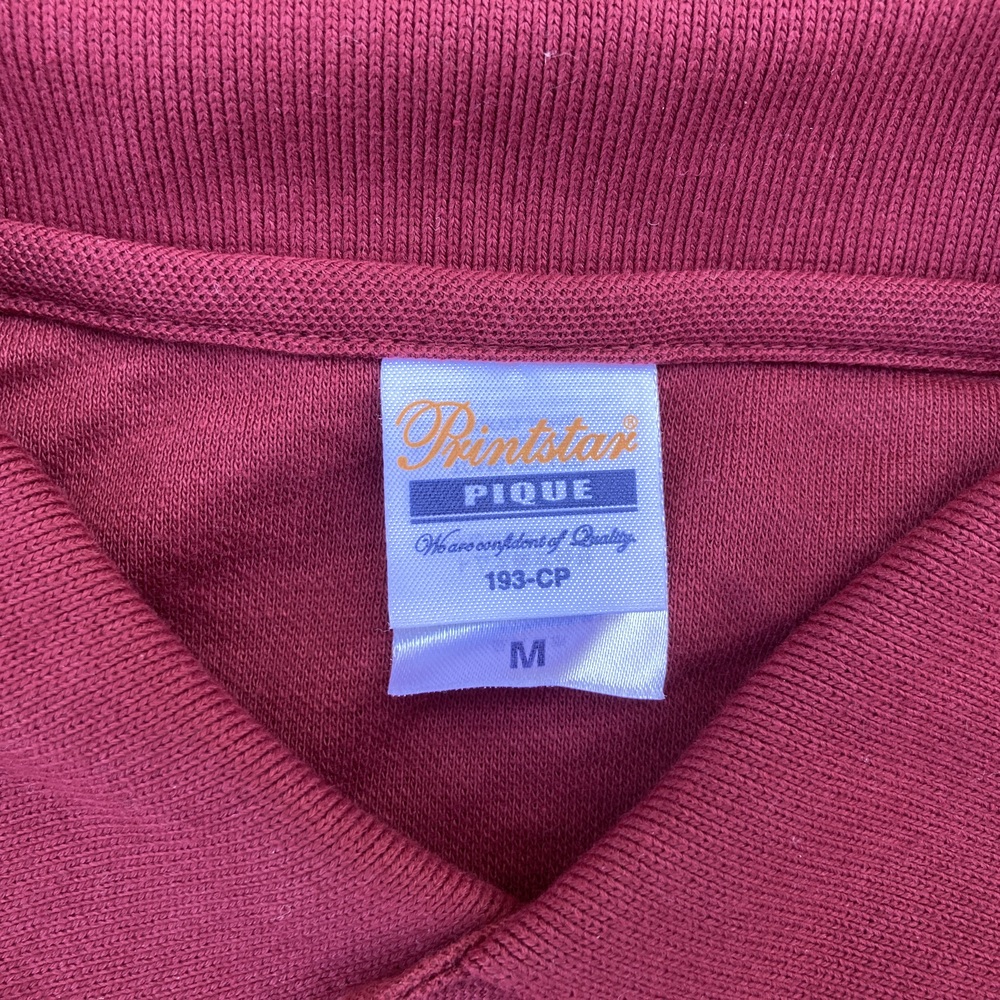 Printstar®
PIQUE
We are confident of Quality.
193-CP
M